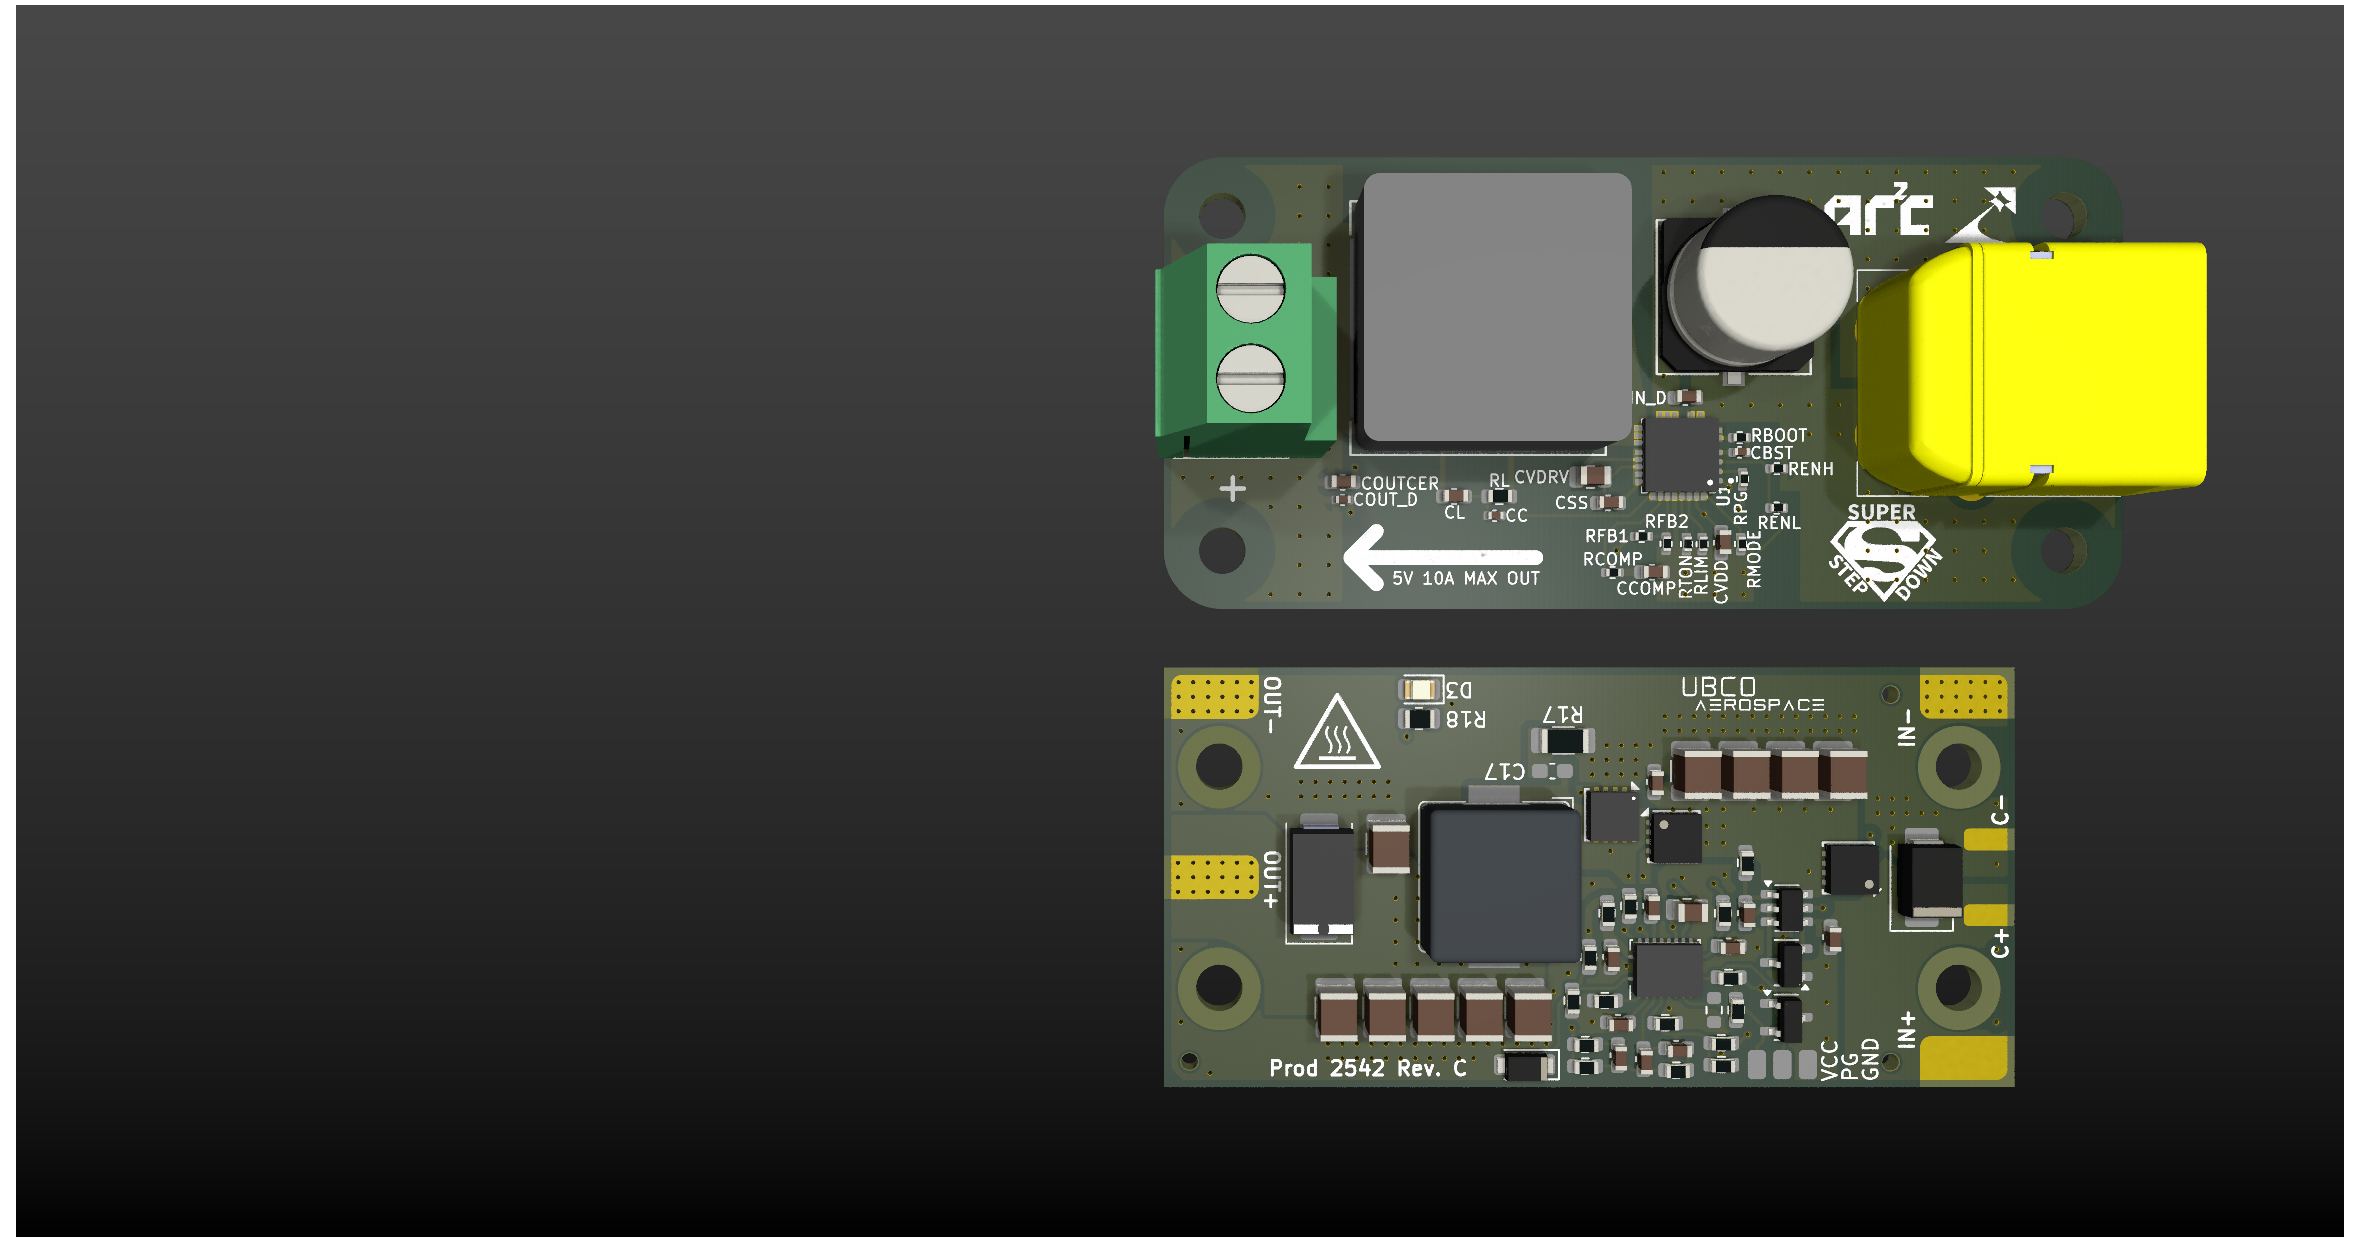 ar²c
IN_D
RBOOT
CBST
RENH
COUTCER
COUT_D
RL
CVDRV
CL
CC
CSS
U1
RPG
RENL
RFB2
RFB1
RCOMP
CCOMP
RTON
RLIM
CVDD
RMODE
+
5V 10A MAX OUT
SUPER
S
STEP DOWN
OUT-
D3
R18
R17
C17
UBCO
AEROSPACE
IN-
C-
OUT+
C+
IN+
Prod 2542 Rev. C
VCC
PG
GND